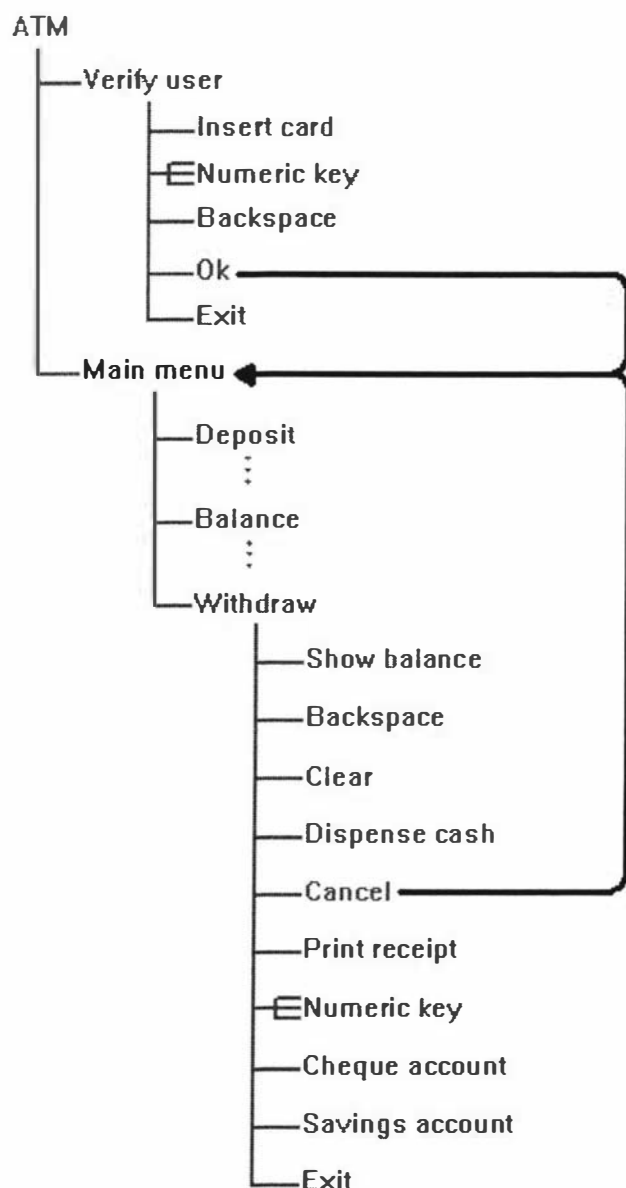 ATM
Verify user
Insert card
Numeric key
Backspace
Ok
Exit
Main menu
Deposit
Balance
Withdraw
Show balance
Backspace
Clear
Dispense cash
Cancel
Print receipt
Numeric key
Cheque account
Savings account
Exit